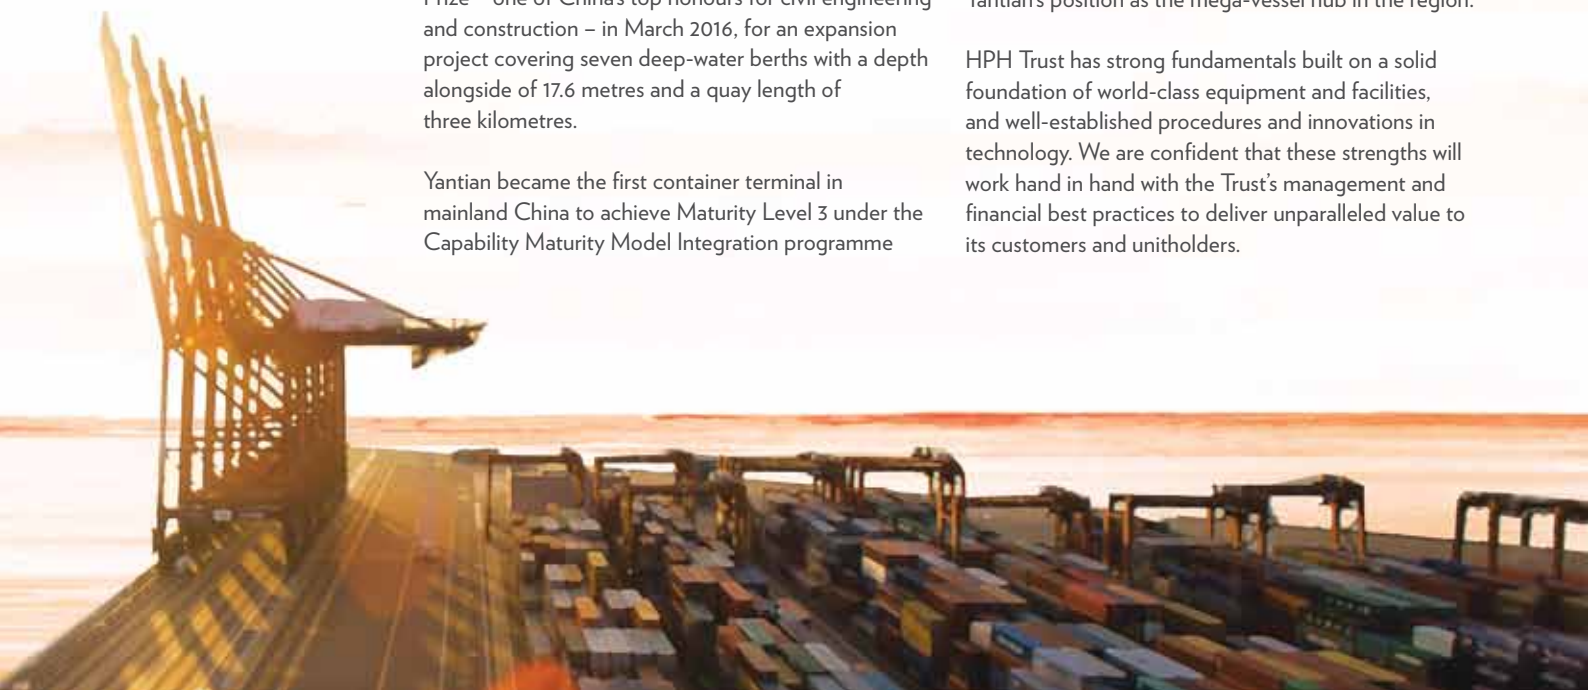 Prize – one of China's top honours for civil engineering
and construction – in March 2016, for an expansion
project covering seven deep-water berths with a depth
alongside of 17.6 metres and a quay length of
three kilometres.
Yantian became the first container terminal in
mainland China to achieve Maturity Level 3 under the
Capability Maturity Model Integration programme
Yantian's position as the mega-vessel hub in the region.
HPH Trust has strong fundamentals built on a solid
foundation of world-class equipment and facilities,
and well-established procedures and innovations in
technology. We are confident that these strengths will
work hand in hand with the Trust's management and
financial best practices to deliver unparalleled value to
its customers and unitholders.